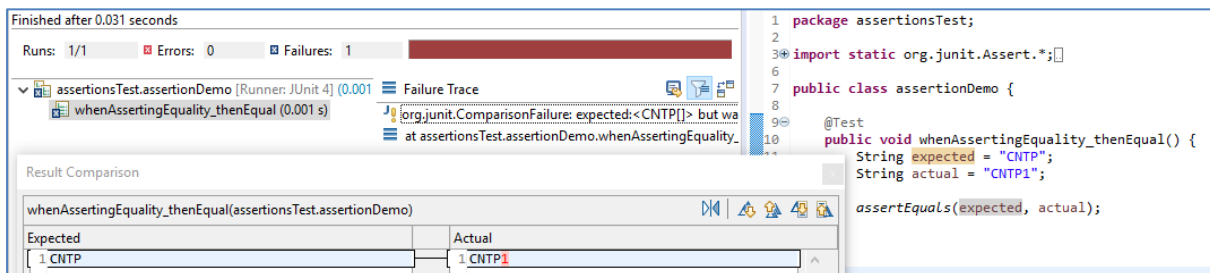 Finished after 0.031 seconds
Runs: 1/1 Errors: 0 Failures: 1
assertionsTest.assertionDemo [Runner: JUnit 4] (0.001
whenAssertingEquality_thenEqual (0.001 s)
Failure Trace
org.junit.ComparisonFailure: expected:<CNTP[]> but wa
at assertionsTest.assertionDemo.whenAssertingEquality_
Result Comparison
whenAssertingEquality_thenEqual(assertionsTest.assertionDemo)
Expected Actual
1 CNTP 1 CNTP1
1 package assertionsTest;
2
3 import static org.junit.Assert.*;
6
7 public class assertionDemo {
8
9 @Test
10 public void whenAssertingEquality_thenEqual() {
String expected = "CNTP";
String actual = "CNTP1";
assertEquals(expected, actual);